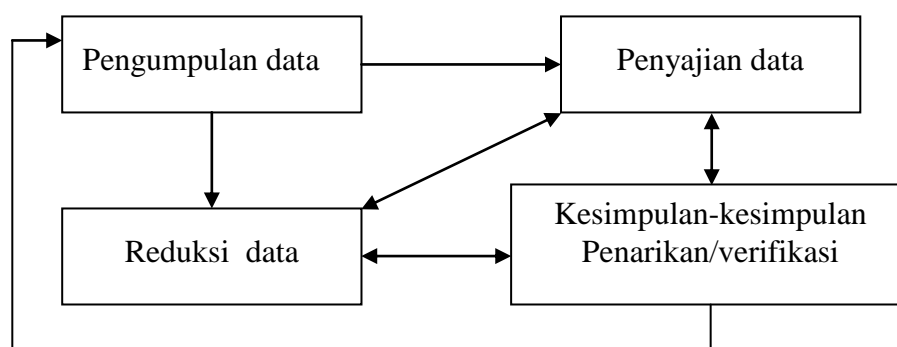 Pengumpulan data
Penyajian data
Reduksi data
Kesimpulan-kesimpulan
Penarikan/verifikasi